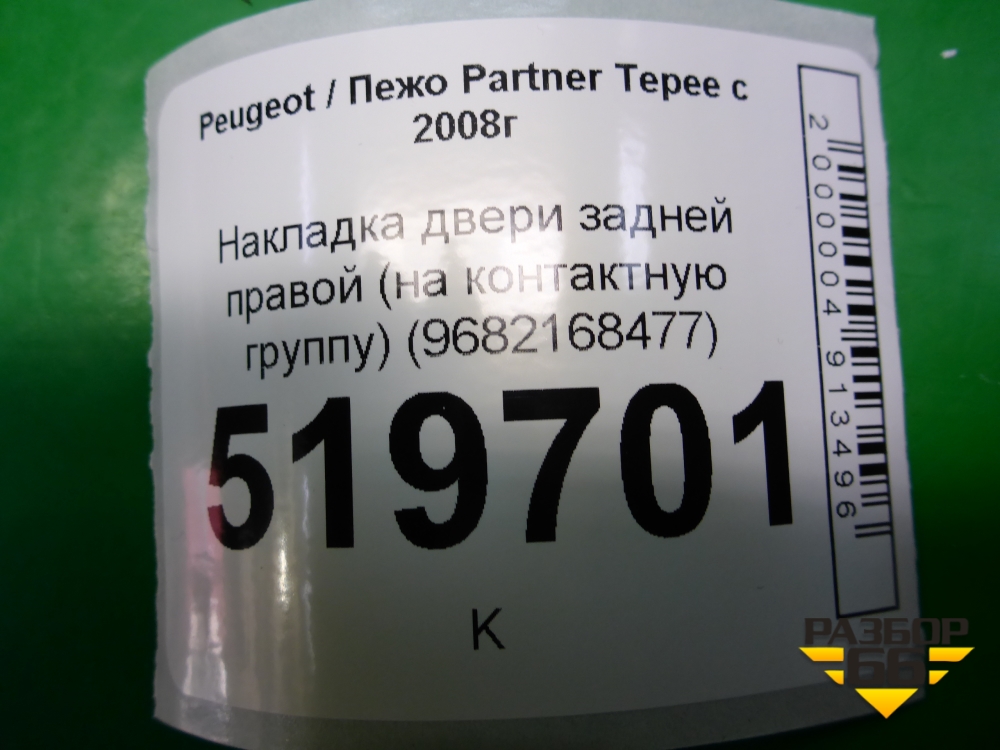 Peugeot / Пежо Partner Tepee с
2008г
Накладка двери задней
правой (на контактную
группу) (9682168477)
519701
К
2000004913496
РАЗБОР
66